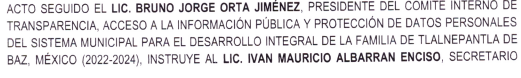 ACTO SEGUIDO EL LIC. BRUNO JORGE ORTA JIMÉNEZ, PRESIDENTE DEL COMITÉ INTERNO DE
TRANSPARENCIA, ACCESO A LA INFORMACIÓN PÚBLICA Y PROTECCIÓN DE DATOS PERSONALES
DEL SISTEMA MUNICIPAL PARA EL DESARROLLO INTEGRAL DE LA FAMILIA DE TLALNEPANTLA DE
BAZ, MÉXICO (2022-2024), INSTRUYE AL LIC. IVAN MAURICIO ALBARRAN ENCISO, SECRETARIO